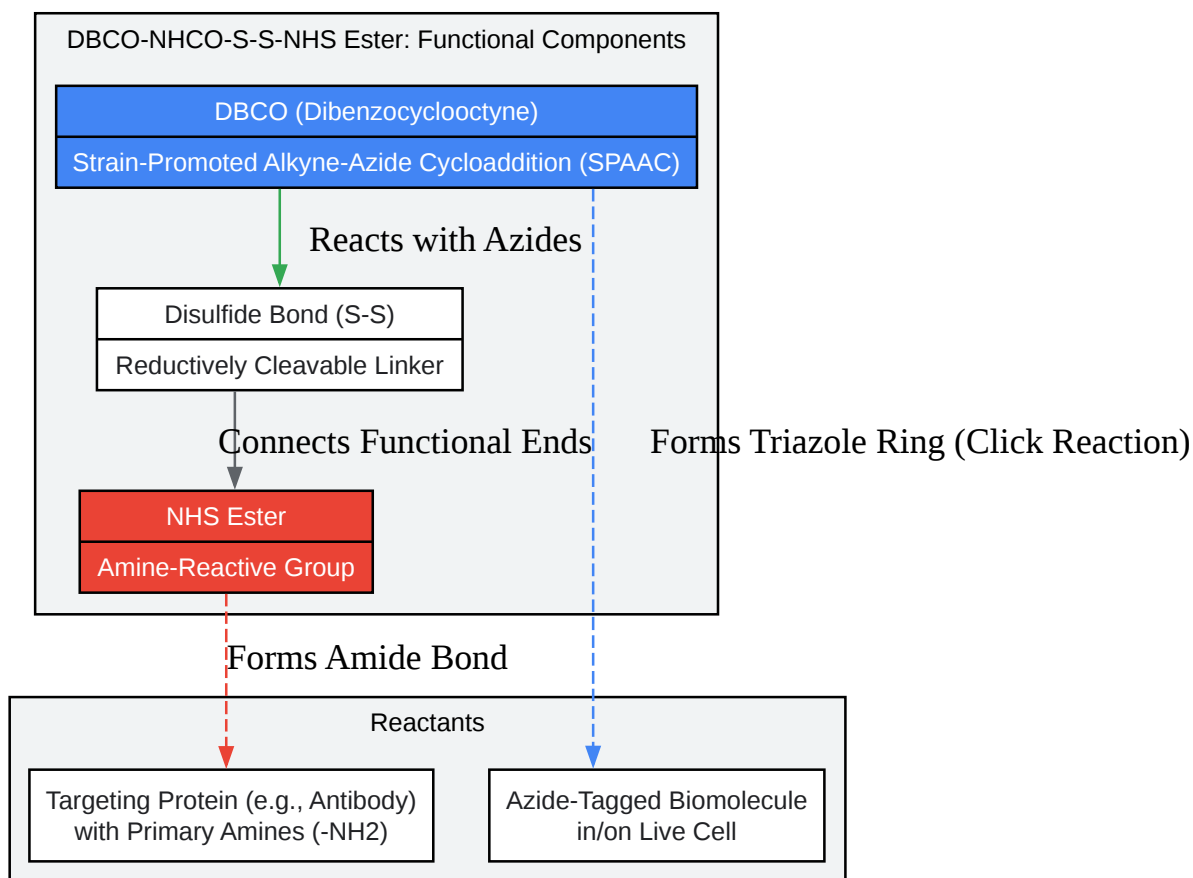 DBCO-NHCO-S-S-NHS Ester: Functional Components
DBCO (Dibenzocyclooctyne)
Strain-Promoted Alkyne-Azide Cycloaddition (SPAAC)
Reacts with Azides
Disulfide Bond (S-S)
Reductively Cleavable Linker
Connects Functional Ends
Forms Triazole Ring (Click Reaction)
NHS Ester
Amine-Reactive Group
Forms Amide Bond
Reactants
Targeting Protein (e.g., Antibody)
with Primary Amines (-NH2)
Azide-Tagged Biomolecule
in/on Live Cell